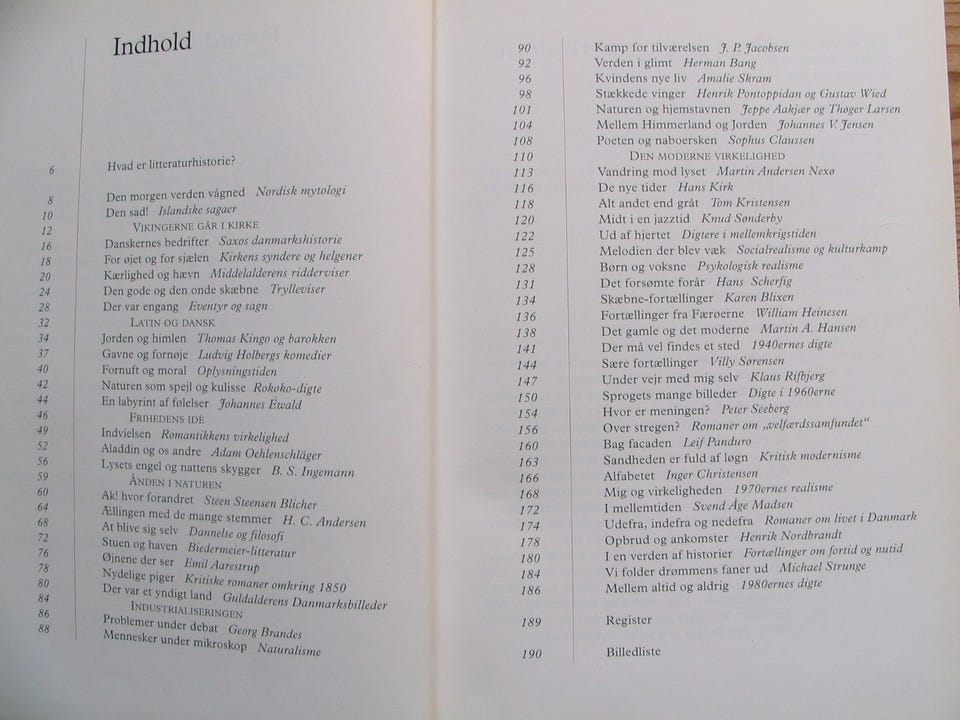 Indhold
6 Hvad er litteraturhistorie?
8 Den morgen verden vågned Nordisk mytologi
10 Den sad! Islandske sagaer
12 VIKINGERNE GÅR I KIRKE
16 Danskernes bedrifter Saxos danmarkshistorie
18 For øjet og for sjælen Kirkens syndere og helgener
20 Kærlighed og hævn Middelalderens ridderviser
24 Den gode og den onde skæbne Trylleviser
28 Der var engang Eventyr og sagn
32 LATIN OG DANSK
34 Jorden og himlen Thomas Kingo og barokken
37 Gavne og fornøje Ludvig Holbergs komedier
40 Fornuft og moral Oplysningstiden
42 Naturen som spejl og kulisse Rokoko-digte
44 En labyrint af følelser Johannes Ewald
46 FRIHEDENS IDÉ
49 Indvielsen Romantikkens virkelighed
52 Aladdin og os andre Adam Oehlenschläger
56 Lysets engel og nattens skygger B. S. Ingemann
59 ÅNDEN I NATUREN
60 Ak! hvor forandret Steen Steensen Blicher
64 Ællingen med de mange stemmer H. C. Andersen
68 At blive sig selv Dannelse og filosofi
72 Stuen og haven Biedermeier-litteratur
76 Øjnene der ser Emil Aarestrup
78 Nydelige piger Kritiske romaner omkring 1850
80 Der var et yndigt land Guldalderens Danmarksbilleder
84 INDUSTRIALISERINGEN
86 Problemer under debat Georg Brandes
88 Mennesker under mikroskop Naturalisme
90 Kamp for tilværelsen J. P. Jacobsen
92 Verden i glimt Herman Bang
96 Kvindens nye liv Amalie Skram
98 Stækkede vinger Henrik Pontoppidan og Gustav Wied
101 Naturen og hjemstavnen Jeppe Aakjær og Thøger Larsen
104 Mellem Himmerland og Jorden Johannes V. Jensen
108 Poeten og naboersken Sophus Claussen
110 DEN MODERNE VIRKELIGHED
113 Vandring mod lyset Martin Andersen Nexø
116 De nye tider Hans Kirk
118 Alt andet end gråt Tom Kristensen
120 Midt i en jazztid Knud Sønderby
122 Ud af hjertet Digtere i mellemkrigstiden
125 Melodien der blev væk Socialrealisme og kulturkamp
128 Børn og voksne Psykologisk realisme
131 Det forsømte forår Hans Scherfig
134 Skæbne-fortællinger Karen Blixen
136 Fortællinger fra Færøerne William Heinesen
138 Det gamle og det moderne Martin A. Hansen
141 Der må vel findes et sted 1940ernes digte
144 Sære fortællinger Villy Sørensen
147 Under vejr med mig selv Klaus Rifbjerg
150 Sprogets mange billeder Digte i 1960erne
154 Hvor er meningen? Peter Seeberg
156 Over stregen? Romaner om „velfærdssamfundet"
160 Bag facaden Leif Panduro
163 Sandheden er fuld af løgn Kritisk modernisme
166 Alfabetet Inger Christensen
168 Mig og virkeligheden 1970ernes realisme
172 I mellemtiden Svend Åge Madsen
174 Udefra, indefra og nedefra Romaner om livet i Danmark
178 Opbrud og ankomster Henrik Nordbrandt
180 I en verden af historier Fortællinger om fortid og nutid
184 Vi folder drømmens faner ud Michael Strunge
186 Mellem altid og aldrig 1980ernes digte
189 Register
190 Billedliste